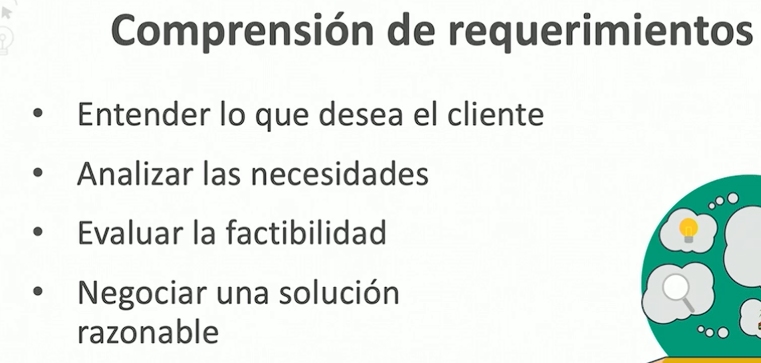 Comprensión de requerimientos
• Entender lo que desea el cliente
• Analizar las necesidades
• Evaluar la factibilidad
• Negociar una solución
razonable